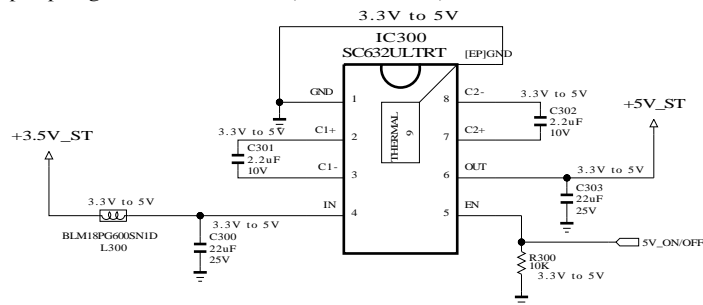 3.3V to 5V
IC300
SC632ULTRT
[EP]GND
GND
1
8
C2-
3.3V to 5V
C302
2.2uF
10V
+5V_ST
THERMAL
9
+3.5V_ST
3.3V to 5V
C1+
2
7
C2+
C301
2.2uF
10V
C1-
3
6
OUT
3.3V to 5V
C303
22uF
25V
3.3V to 5V
IN
4
5
EN
BLM18PG600SN1D
L300
3.3V to 5V
C300
22uF
25V
5V_ON/OFF
R300
10K
3.3V to 5V